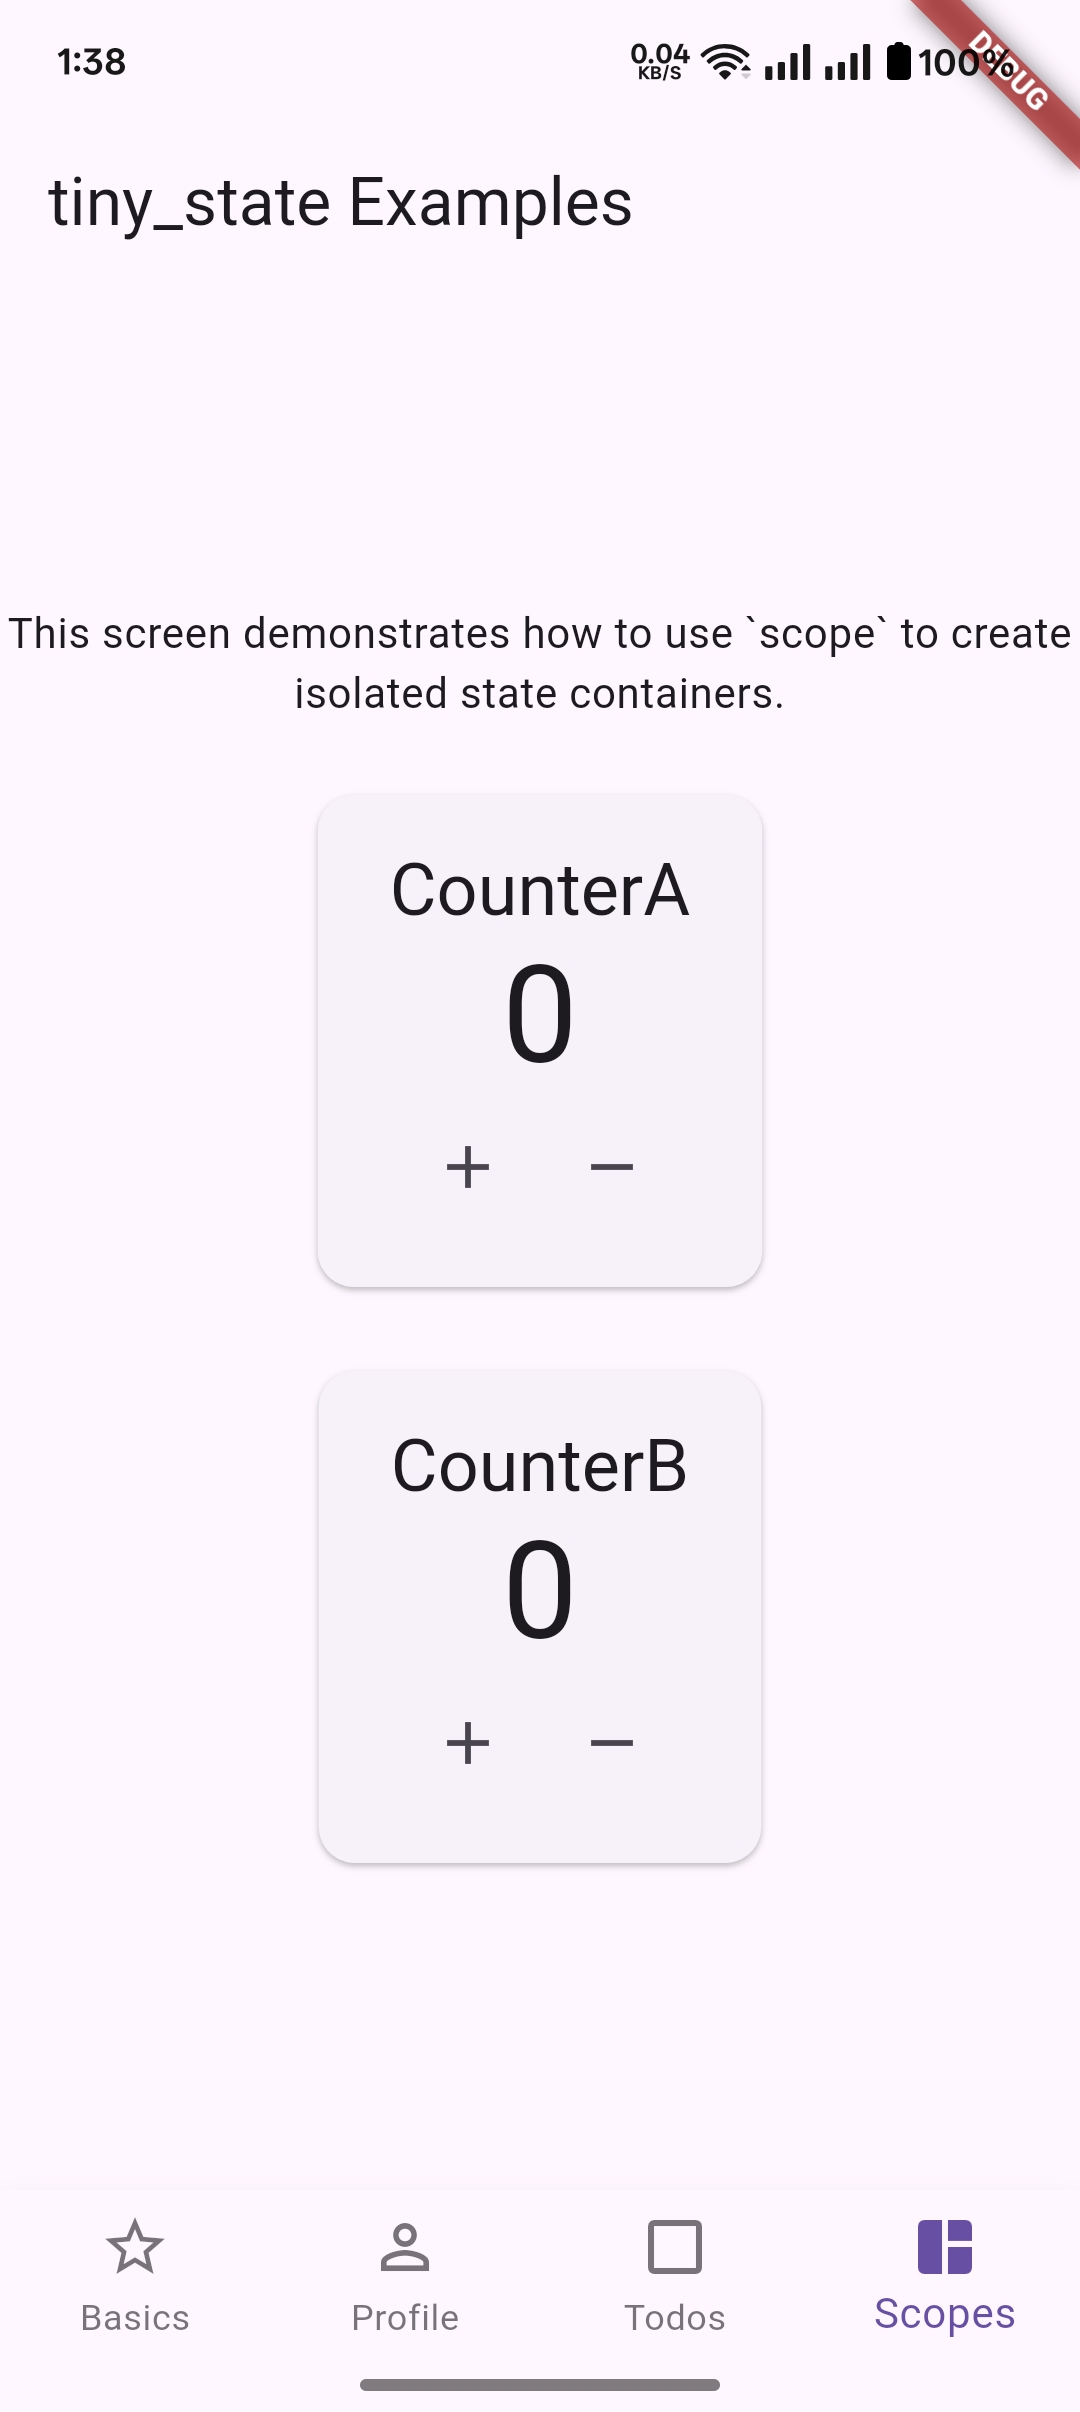 1:38
0.04
KB/S
100%
DEBUG
tiny_state Examples
This screen demonstrates how to use `scope` to create
isolated state containers.
CounterA
0
+ −
CounterB
0
+ −
Basics Profile Todos Scopes